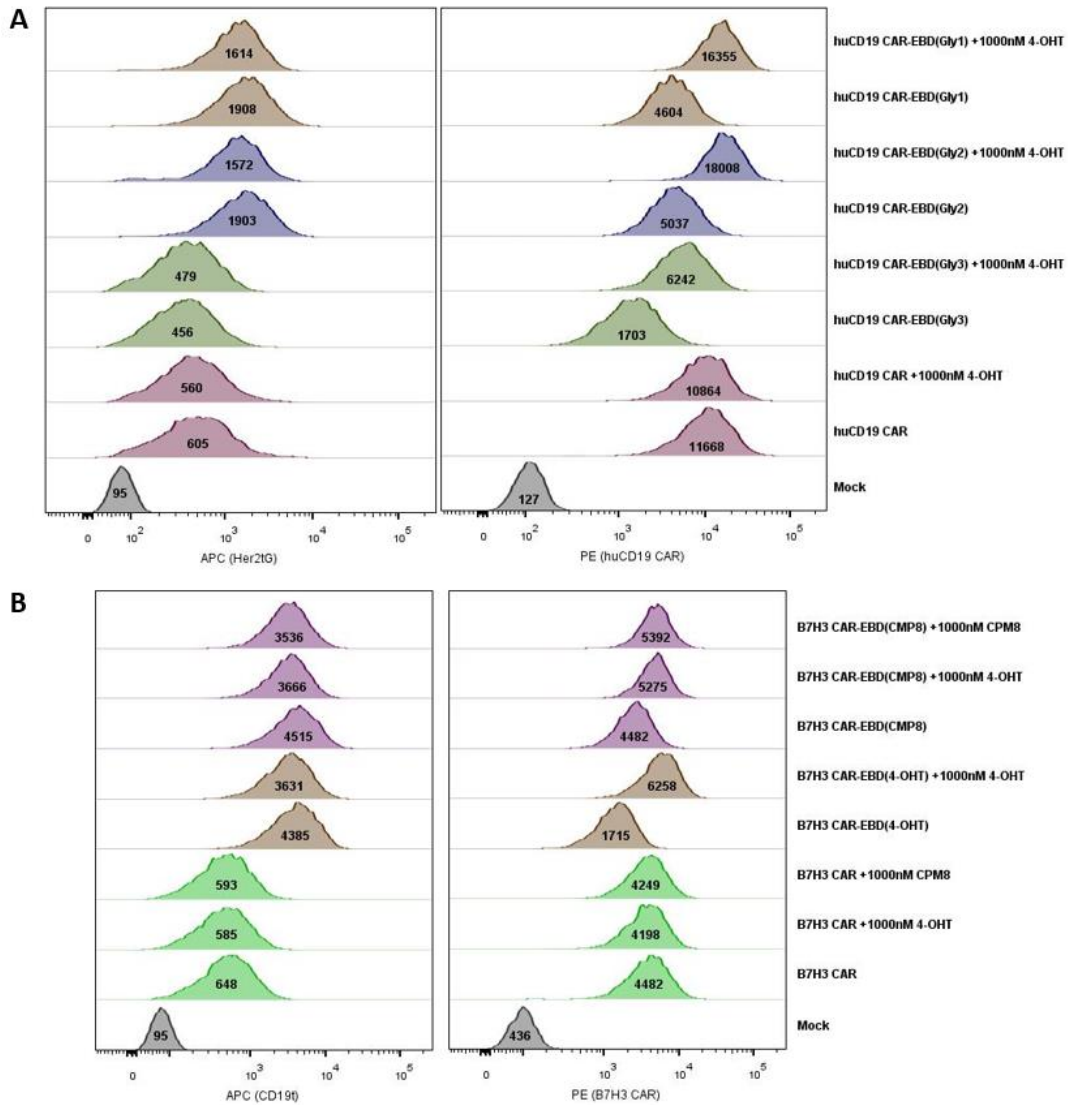 A
1614 16355 huCD19 CAR-EBD(Gly1) +1000nM 4-OHT
1908 4604 huCD19 CAR-EBD(Gly1)
1572 18008 huCD19 CAR-EBD(Gly2) +1000nM 4-OHT
1903 5037 huCD19 CAR-EBD(Gly2)
479 6242 huCD19 CAR-EBD(Gly3) +1000nM 4-OHT
456 1703 huCD19 CAR-EBD(Gly3)
560 10864 huCD19 CAR +1000nM 4-OHT
605 11668 huCD19 CAR
95 127 Mock
0 10^2 10^3 10^4 10^5 0 10^2 10^3 10^4 10^5
APC (Her2tG) PE (huCD19 CAR)
B
3536 5392 B7H3 CAR-EBD(CMP8) +1000nM CPM8
3666 5275 B7H3 CAR-EBD(CMP8) +1000nM 4-OHT
4515 4482 B7H3 CAR-EBD(CMP8)
3631 6258 B7H3 CAR-EBD(4-OHT) +1000nM 4-OHT
4385 1715 B7H3 CAR-EBD(4-OHT)
593 4249 B7H3 CAR +1000nM CPM8
585 4198 B7H3 CAR +1000nM 4-OHT
648 4482 B7H3 CAR
95 436 Mock
0 10^3 10^4 10^5 0 10^3 10^4 10^5
APC (CD19t) PE (B7H3 CAR)